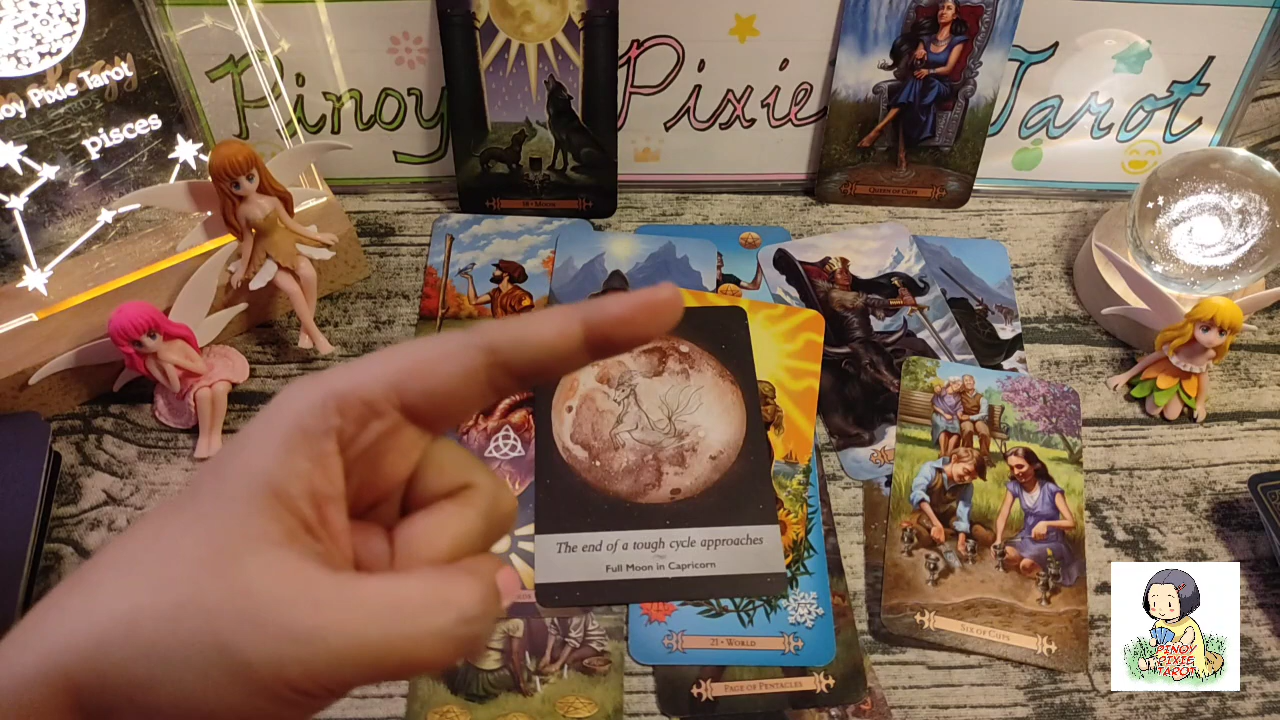 noy Pixie Tarot
pisces
Pinoy
Pixie
Tarot
18 • Moon
Queen of Cups
The end of a tough cycle approaches
Full Moon in Capricorn
Six of Cups
21 • World
Page of Pentacles
PINOY
PIXIE
TAROT